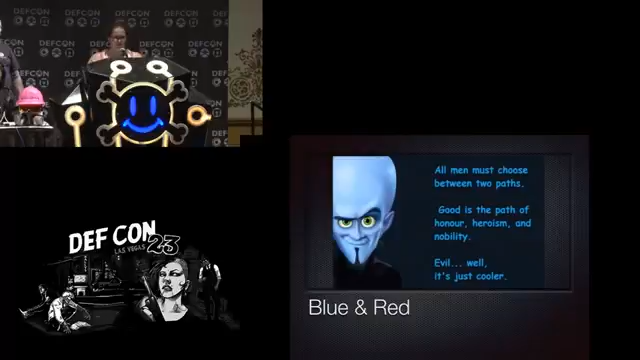 DEFCON
DEFCON
DEFCON
DEF CON 23
LAS VEGAS
All men must choose
between two paths.
Good is the path of
honour, heroism, and
nobility.
Evil... well,
it's just cooler.
Blue & Red